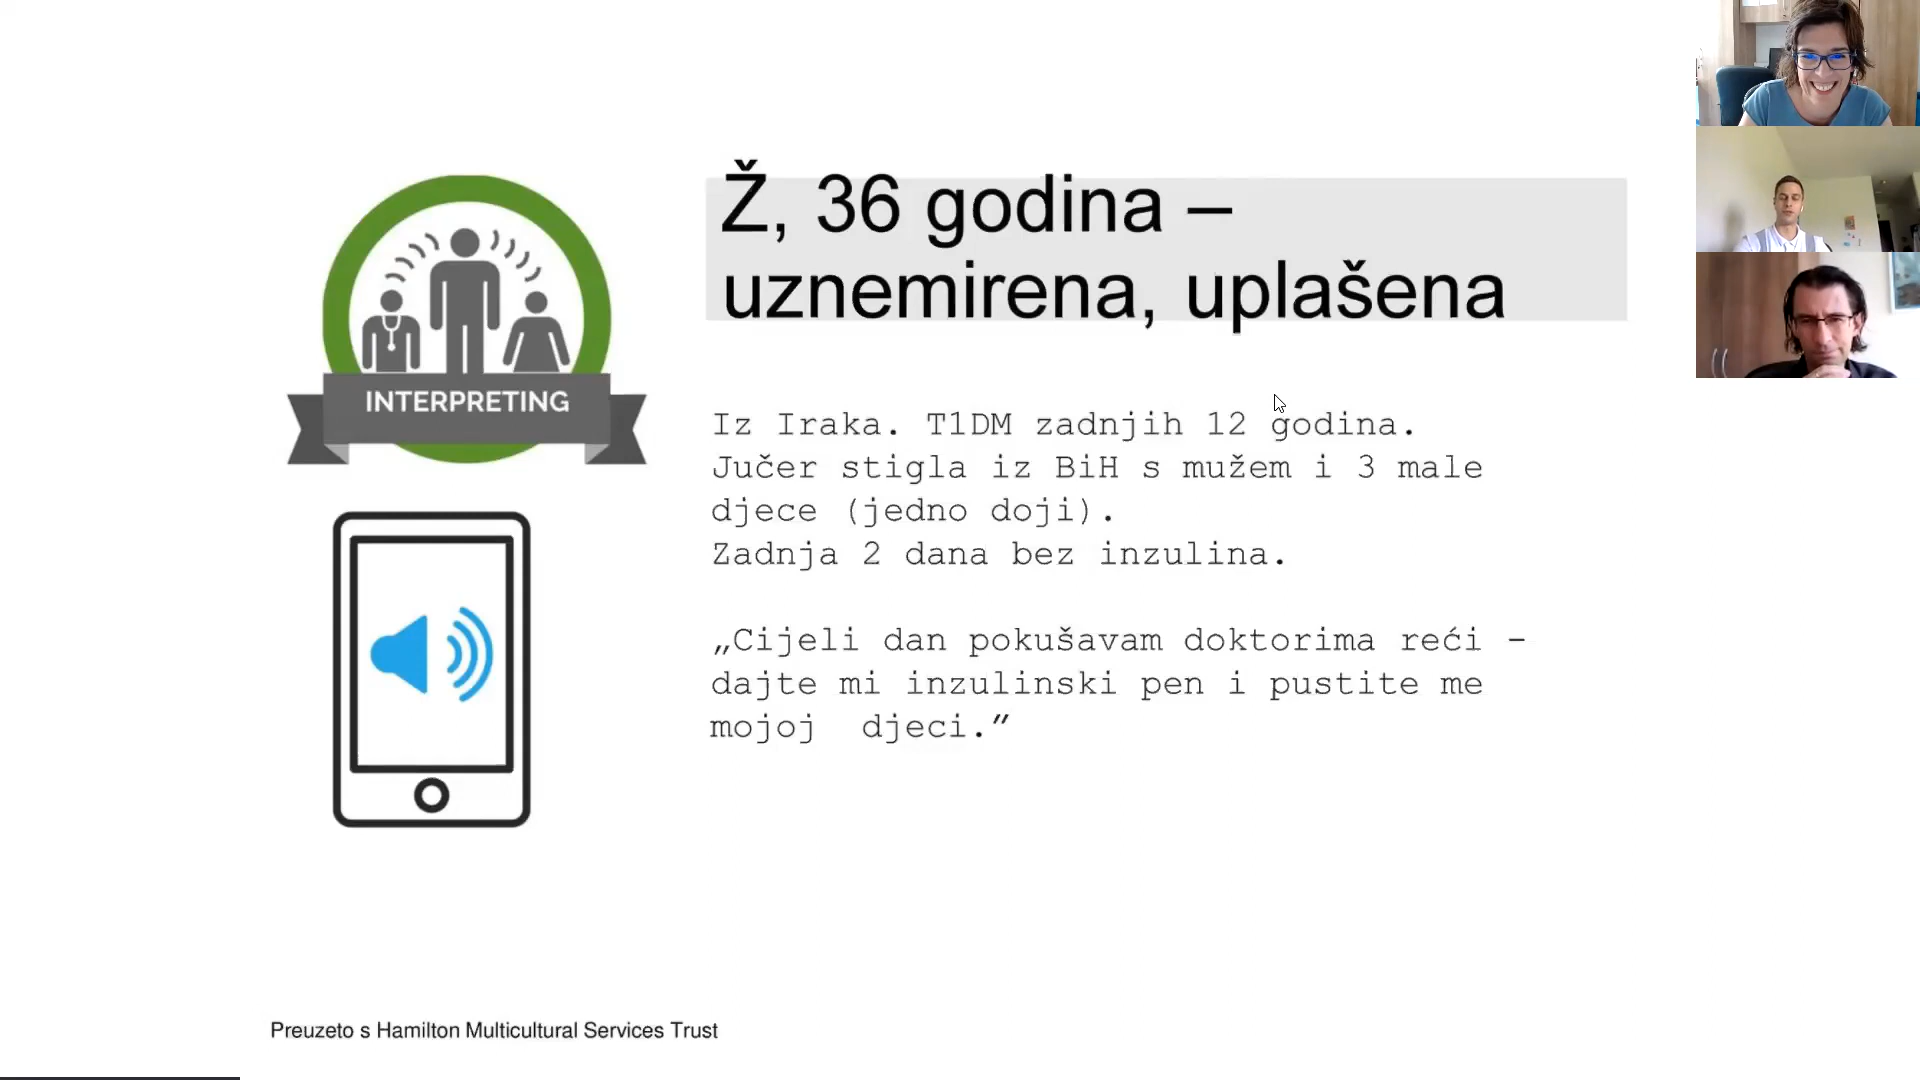 Ž, 36 godina –
uznemirena, uplašena
INTERPRETING
Iz Iraka. T1DM zadnjih 12 godina.
Jučer stigla iz BiH s mužem i 3 male
djece (jedno doji).
Zadnja 2 dana bez inzulina.
„Cijeli dan pokušavam doktorima reći -
dajte mi inzulinski pen i pustite me
mojoj  djeci.”
Preuzeto s Hamilton Multicultural Services Trust